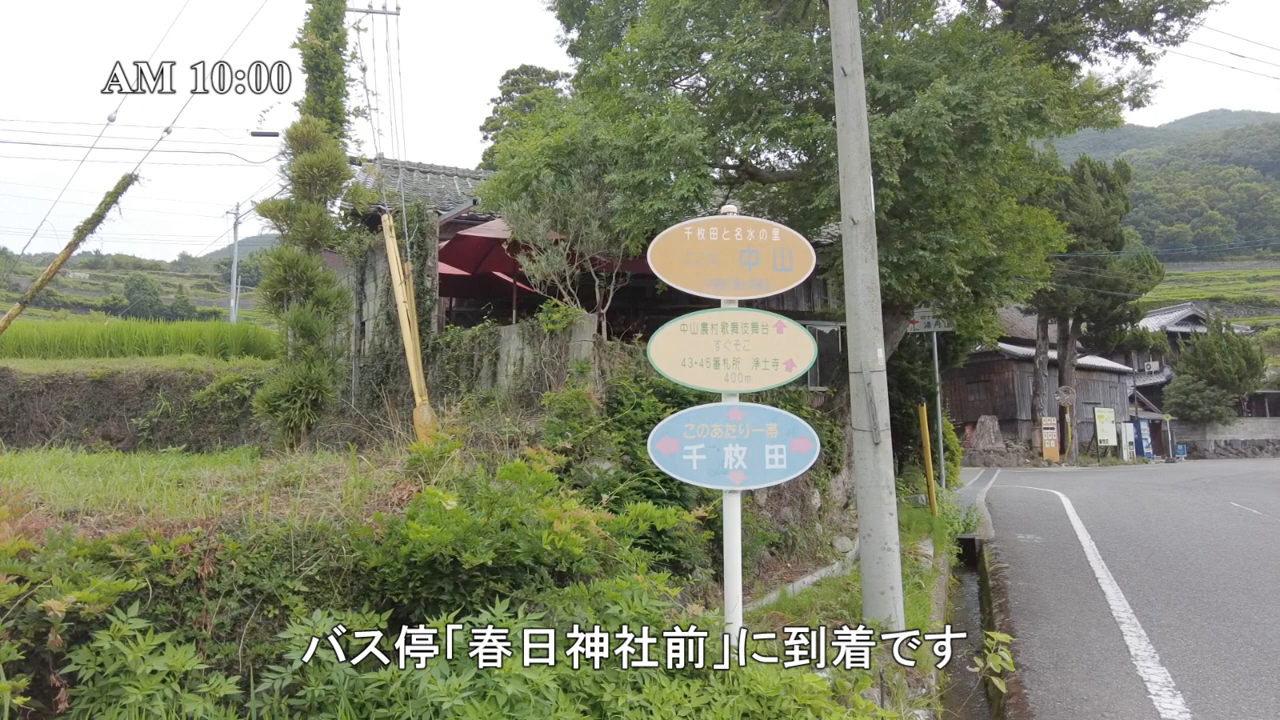 AM 10:00
千枚田と名水の里
中山
中山農村歌舞伎舞台
すぐそこ
43・45番札所 浄土寺
400m
このあたり一帯
千枚田
バス停「春日神社前」に到着です